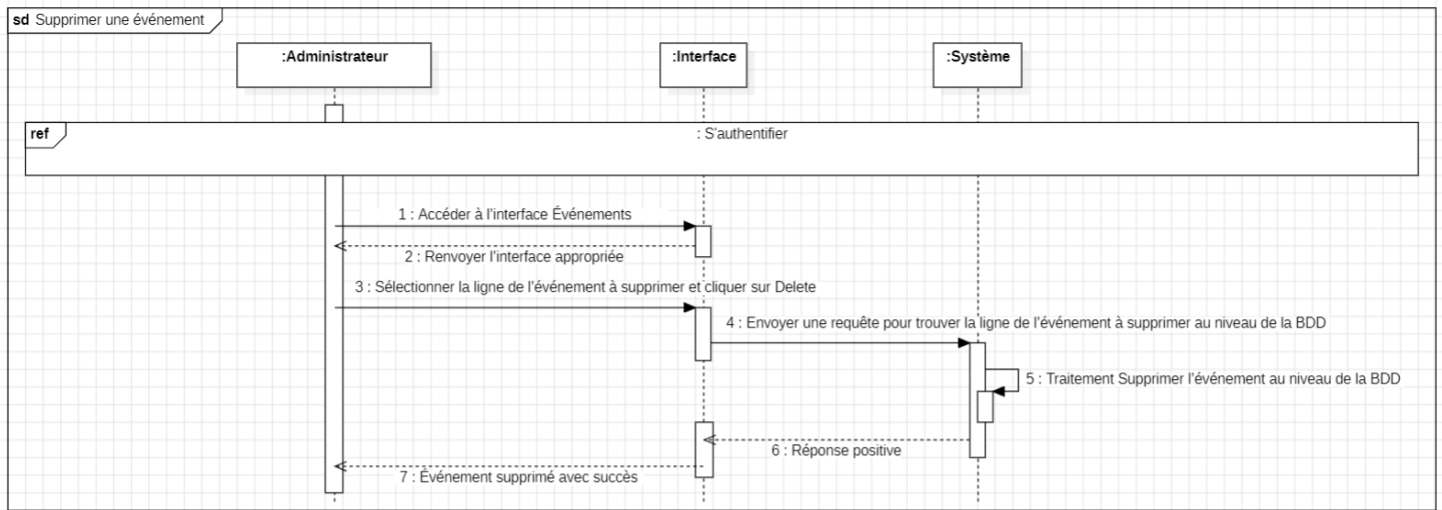 sd Supprimer une événement
:Administrateur
:Interface
:Système
ref
: S'authentifier
1 : Accéder à l'interface Événements
2 : Renvoyer l'interface appropriée
3 : Sélectionner la ligne de l'événement à supprimer et cliquer sur Delete
4 : Envoyer une requête pour trouver la ligne de l'événement à supprimer au niveau de la BDD
5 : Traitement Supprimer l'événement au niveau de la BDD
6 : Réponse positive
7 : Événement supprimé avec succès